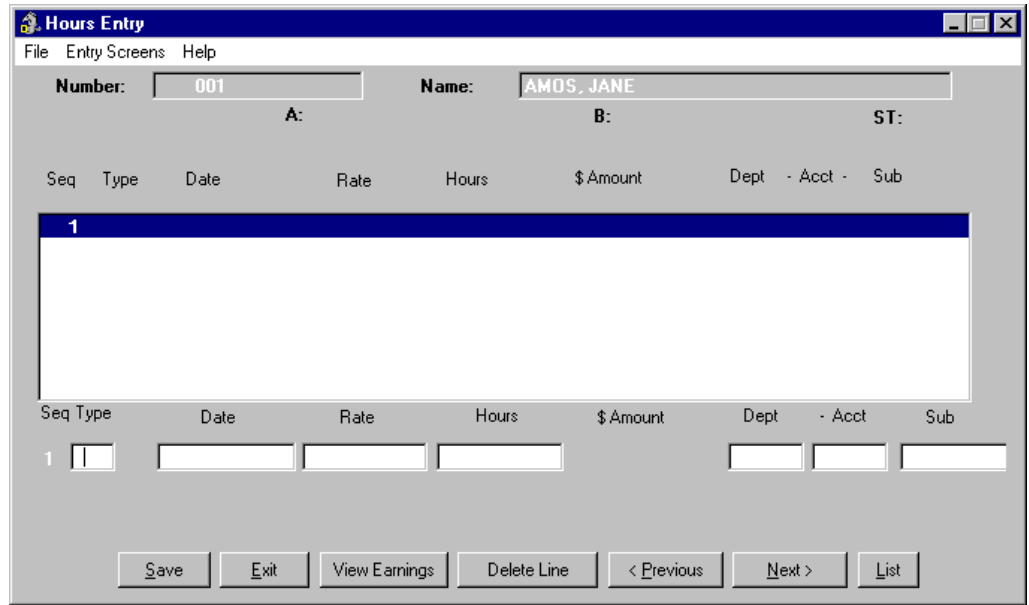 Hours Entry
File Entry Screens Help
Number: 001 Name: AMOS, JANE
A: B: ST:
Seq Type Date Rate Hours $ Amount Dept - Acct - Sub
1
Seq Type Date Rate Hours $ Amount Dept - Acct Sub
1
Save Exit View Earnings Delete Line < Previous Next > List